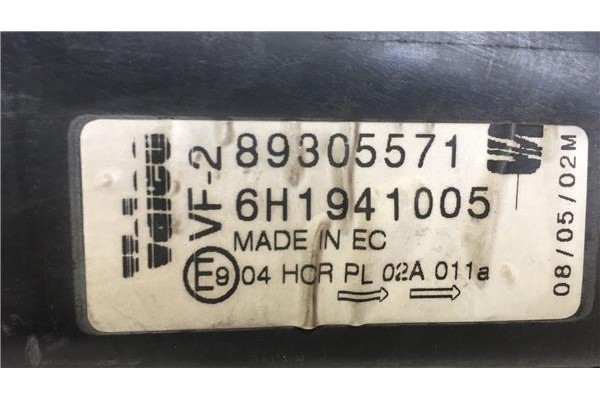 Valeo
VF-2
89305571
6H1941005
MADE IN EC
E9 04 HCR PL 02A 011a
08/05/02M